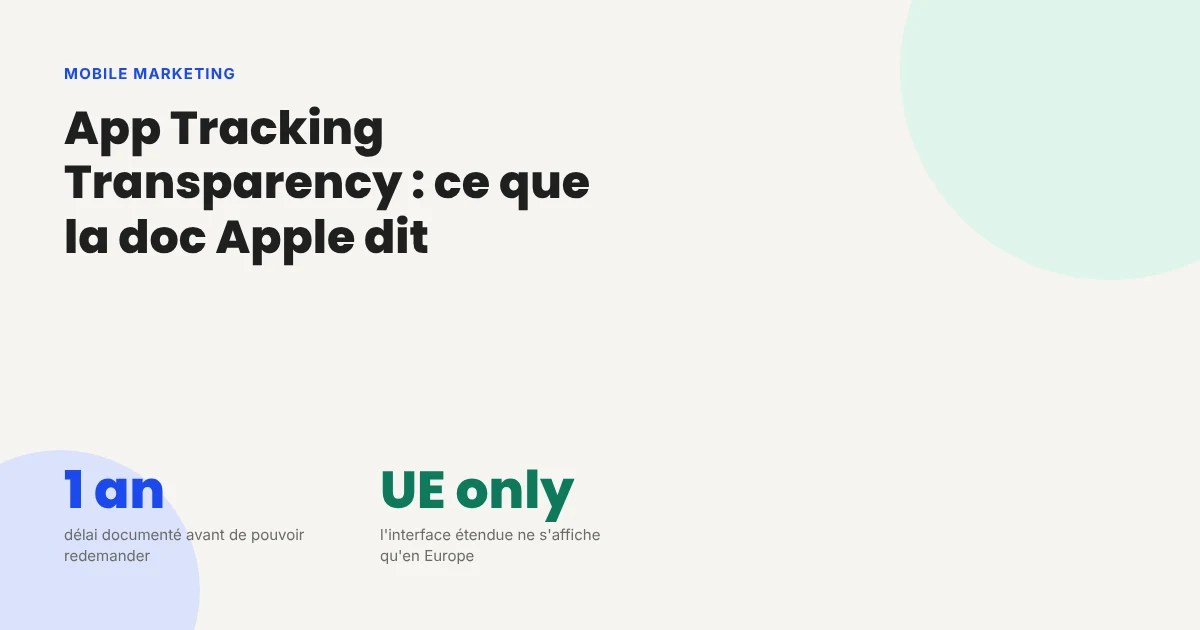 MOBILE MARKETING
App Tracking
Transparency : ce que
la doc Apple dit
1 an
délai documenté avant de pouvoir
redemander
UE only
l'interface étendue ne s'affiche
qu'en Europe